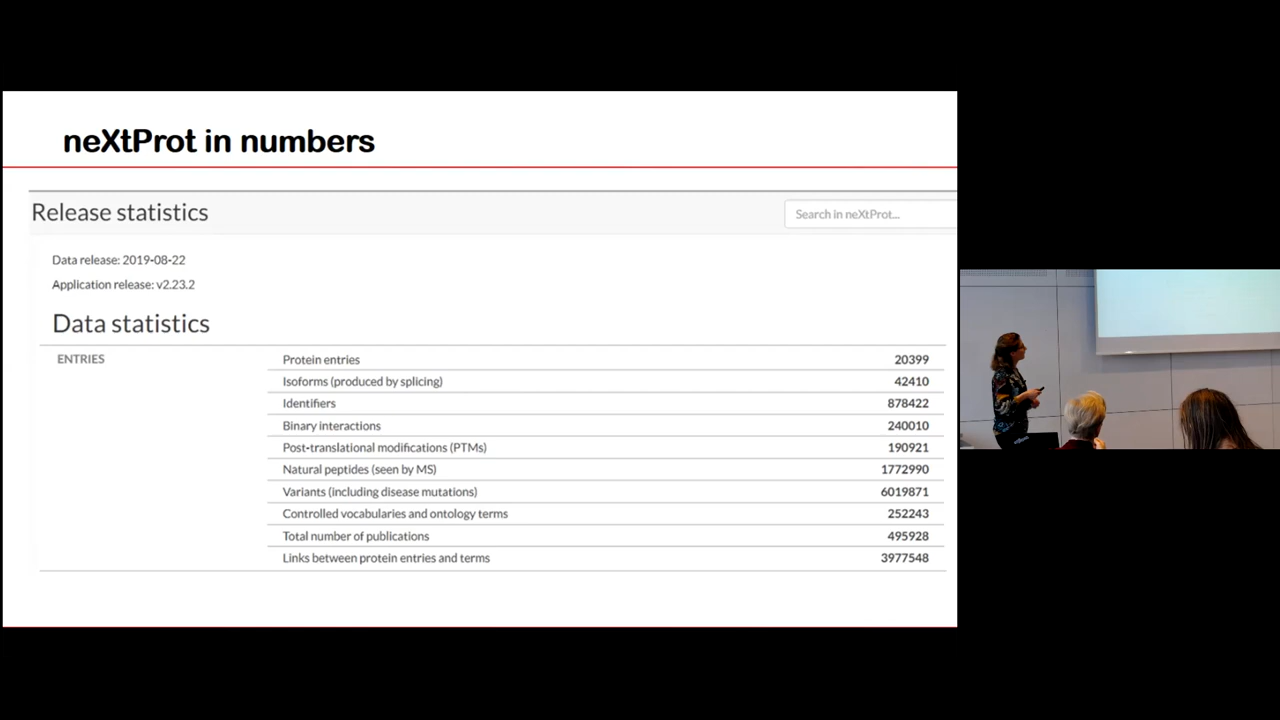 neXtProt in numbers
Release statistics
Search in neXtProt...
Data release: 2019-08-22
Application release: v2.23.2
Data statistics
ENTRIES
Protein entries 20399
Isoforms (produced by splicing) 42410
Identifiers 878422
Binary interactions 240010
Post-translational modifications (PTMs) 190921
Natural peptides (seen by MS) 1772990
Variants (including disease mutations) 6019871
Controlled vocabularies and ontology terms 252243
Total number of publications 495928
Links between protein entries and terms 3977548